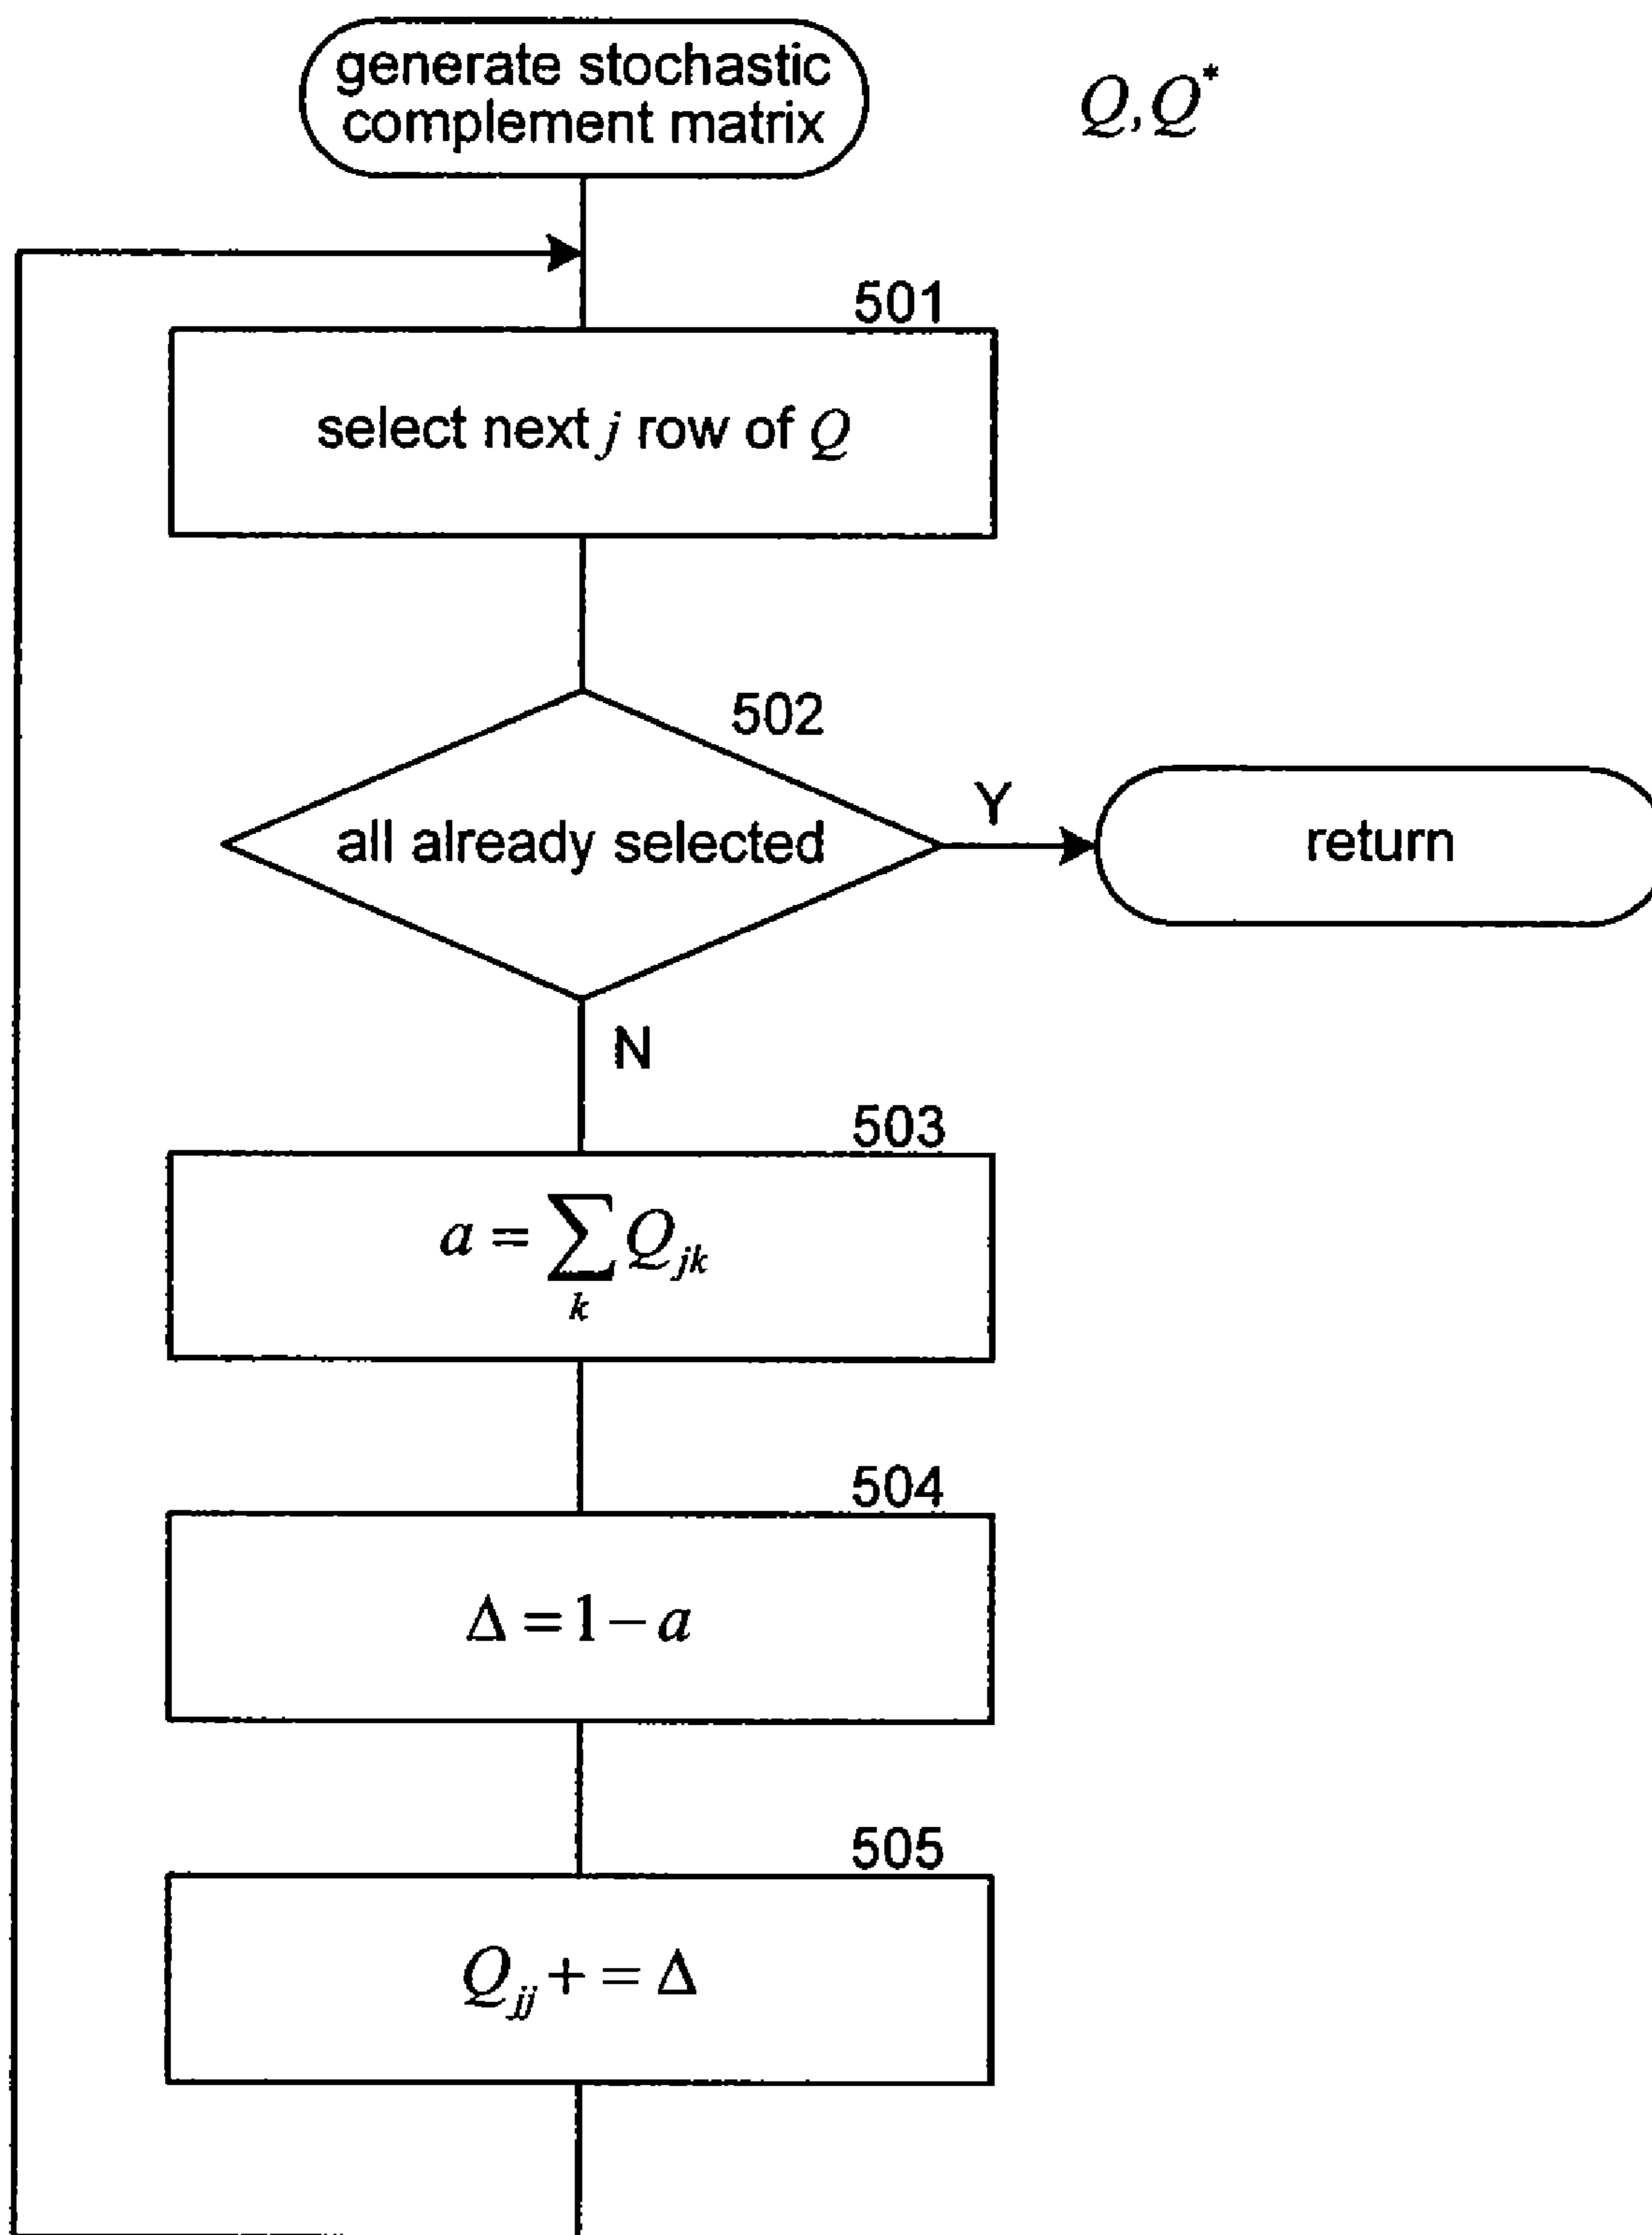 generate stochastic
complement matrix
Q, Q*
501
select next j row of Q
502
all already selected
Y
return
N
503
a = ∑ Q_jk
k
504
Δ = 1 − a
505
Q_jj + = Δ